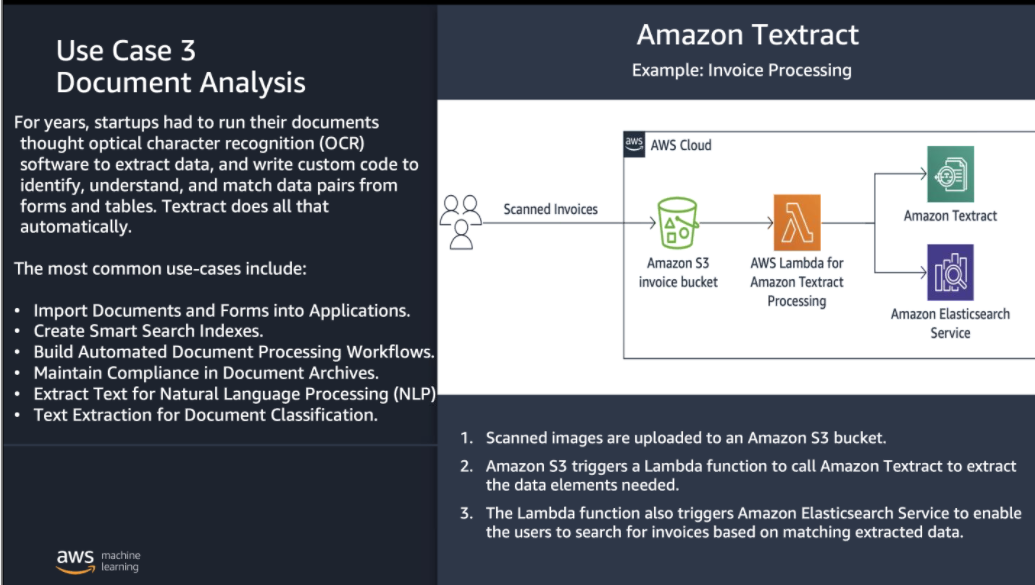 Use Case 3
Document Analysis
For years, startups had to run their documents
thought optical character recognition (OCR)
software to extract data, and write custom code to
identify, understand, and match data pairs from
forms and tables. Textract does all that
automatically.
The most common use-cases include:
• Import Documents and Forms into Applications.
• Create Smart Search Indexes.
• Build Automated Document Processing Workflows.
• Maintain Compliance in Document Archives.
• Extract Text for Natural Language Processing (NLP)
• Text Extraction for Document Classification.
aws machine
learning
Amazon Textract
Example: Invoice Processing
aws AWS Cloud
Scanned Invoices
Amazon S3
invoice bucket
AWS Lambda for
Amazon Textract
Processing
Amazon Textract
Amazon Elasticsearch
Service
1. Scanned images are uploaded to an Amazon S3 bucket.
2. Amazon S3 triggers a Lambda function to call Amazon Textract to extract
the data elements needed.
3. The Lambda function also triggers Amazon Elasticsearch Service to enable
the users to search for invoices based on matching extracted data.